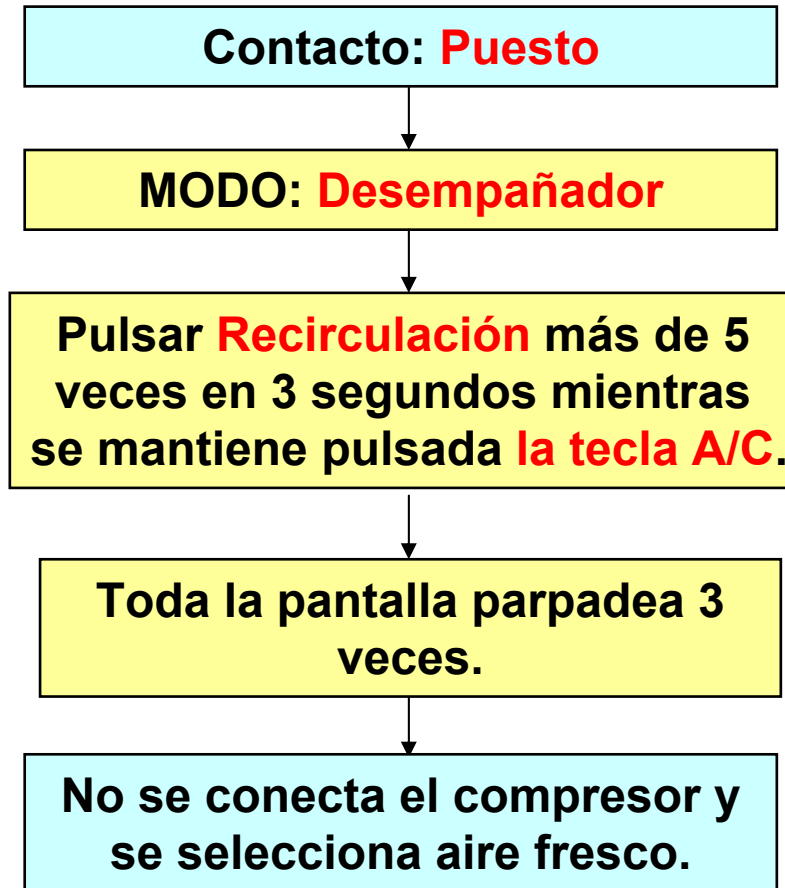 Contacto: Puesto
MODO: Desempañador
Pulsar Recirculación más de 5
veces en 3 segundos mientras
se mantiene pulsada la tecla A/C.
Toda la pantalla parpadea 3
veces.
No se conecta el compresor y
se selecciona aire fresco.